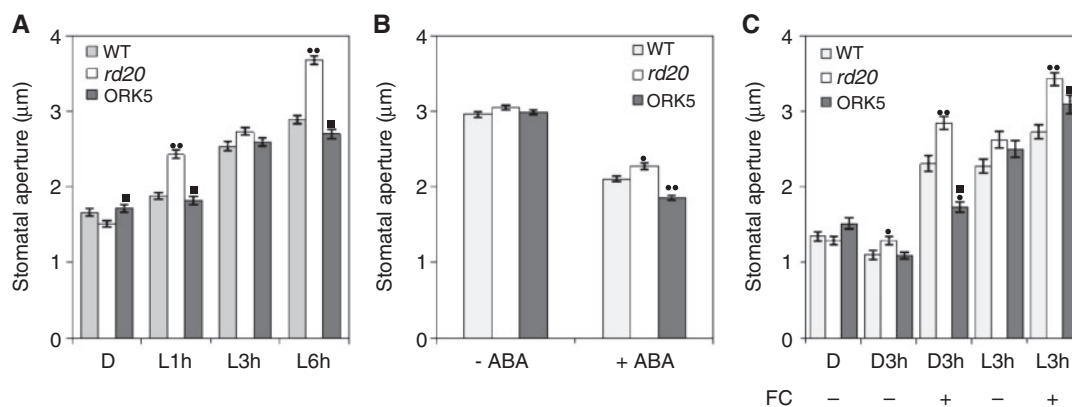 A
Stomatal aperture (µm)
4
3
2
1
0
WT
rd20
ORK5
D L1h L3h L6h
B
Stomatal aperture (µm)
4
3
2
1
0
WT
rd20
ORK5
- ABA + ABA
C
Stomatal aperture (µm)
4
3
2
1
0
WT
rd20
ORK5
D D3h D3h L3h L3h
FC – – + – +